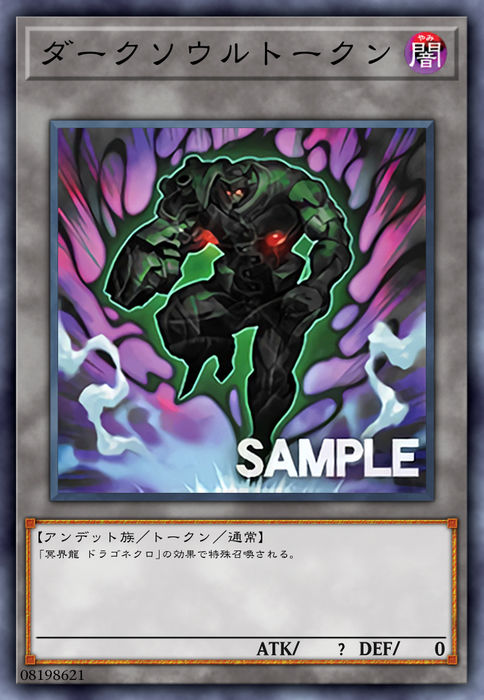 ダークソウルトークン
やみ
闇
SAMPLE
【アンデット族／トークン／通常】
「冥界龍 ドラゴネクロ」の効果で特殊召喚される。
ATK/ ? DEF/ 0
08198621